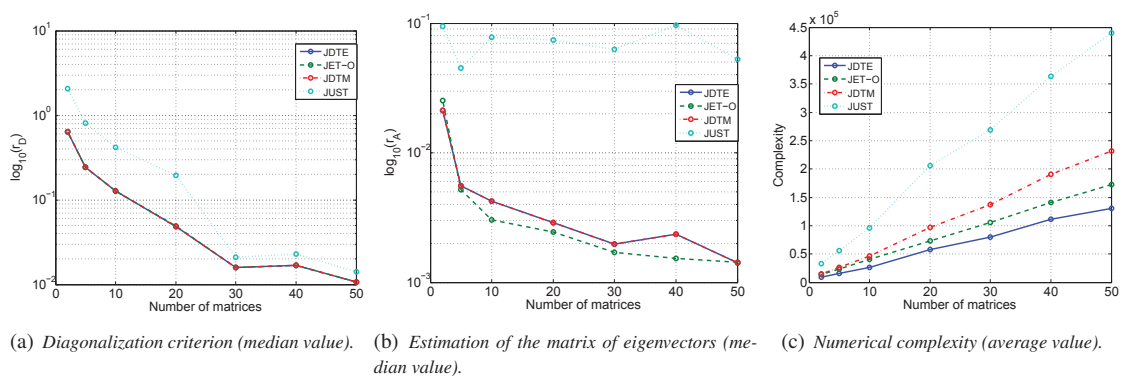 10^2
10^1
10^0
10^-1
10^-2
log10(r_D)
0
10
20
30
40
50
Number of matrices
JDTE
JET−O
JDTM
JUST
(a) Diagonalization criterion (median value).
10^-1
10^-2
10^-3
log10(r_A)
0
10
20
30
40
50
Number of matrices
JDTE
JET−O
JDTM
JUST
(b) Estimation of the matrix of eigenvectors (me-
dian value).
x 10^5
4.5
4
3.5
3
2.5
2
1.5
1
0.5
0
Complexity
0
10
20
30
40
50
Number of matrices
JDTE
JET−O
JDTM
JUST
(c) Numerical complexity (average value).